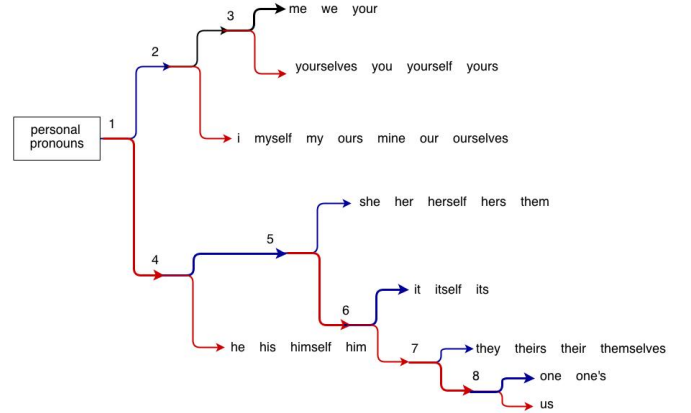 3
me we your
2
yourselves you yourself yours
1
personal
pronouns
i myself my ours mine our ourselves
she her herself hers them
5
4
it itself its
6
he his himself him
7
they theirs their themselves
8
one one's
us